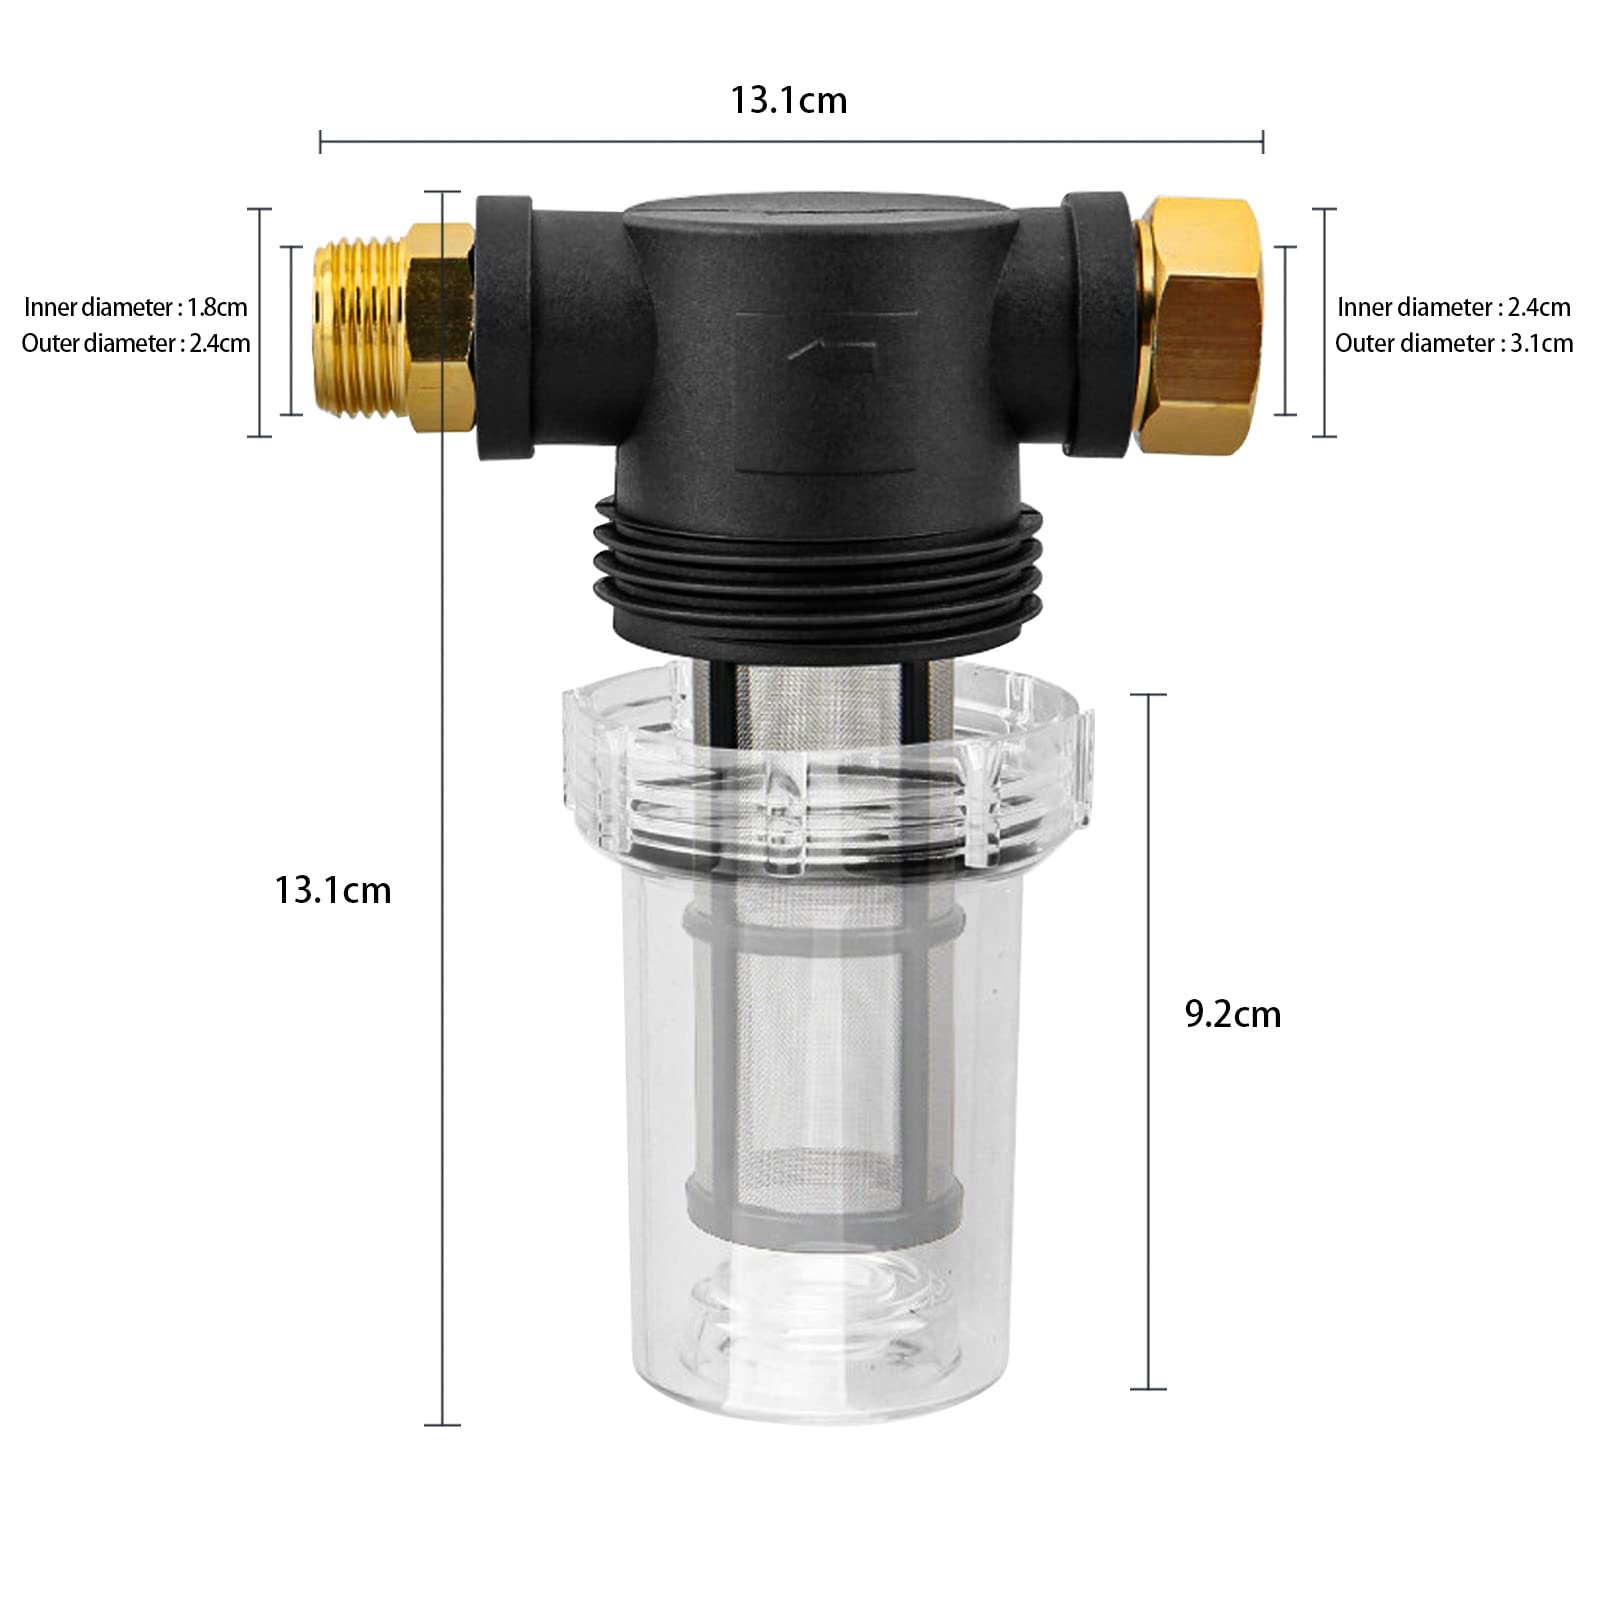 13.1cm
Inner diameter : 1.8cm
Outer diameter : 2.4cm
Inner diameter : 2.4cm
Outer diameter : 3.1cm
13.1cm
9.2cm